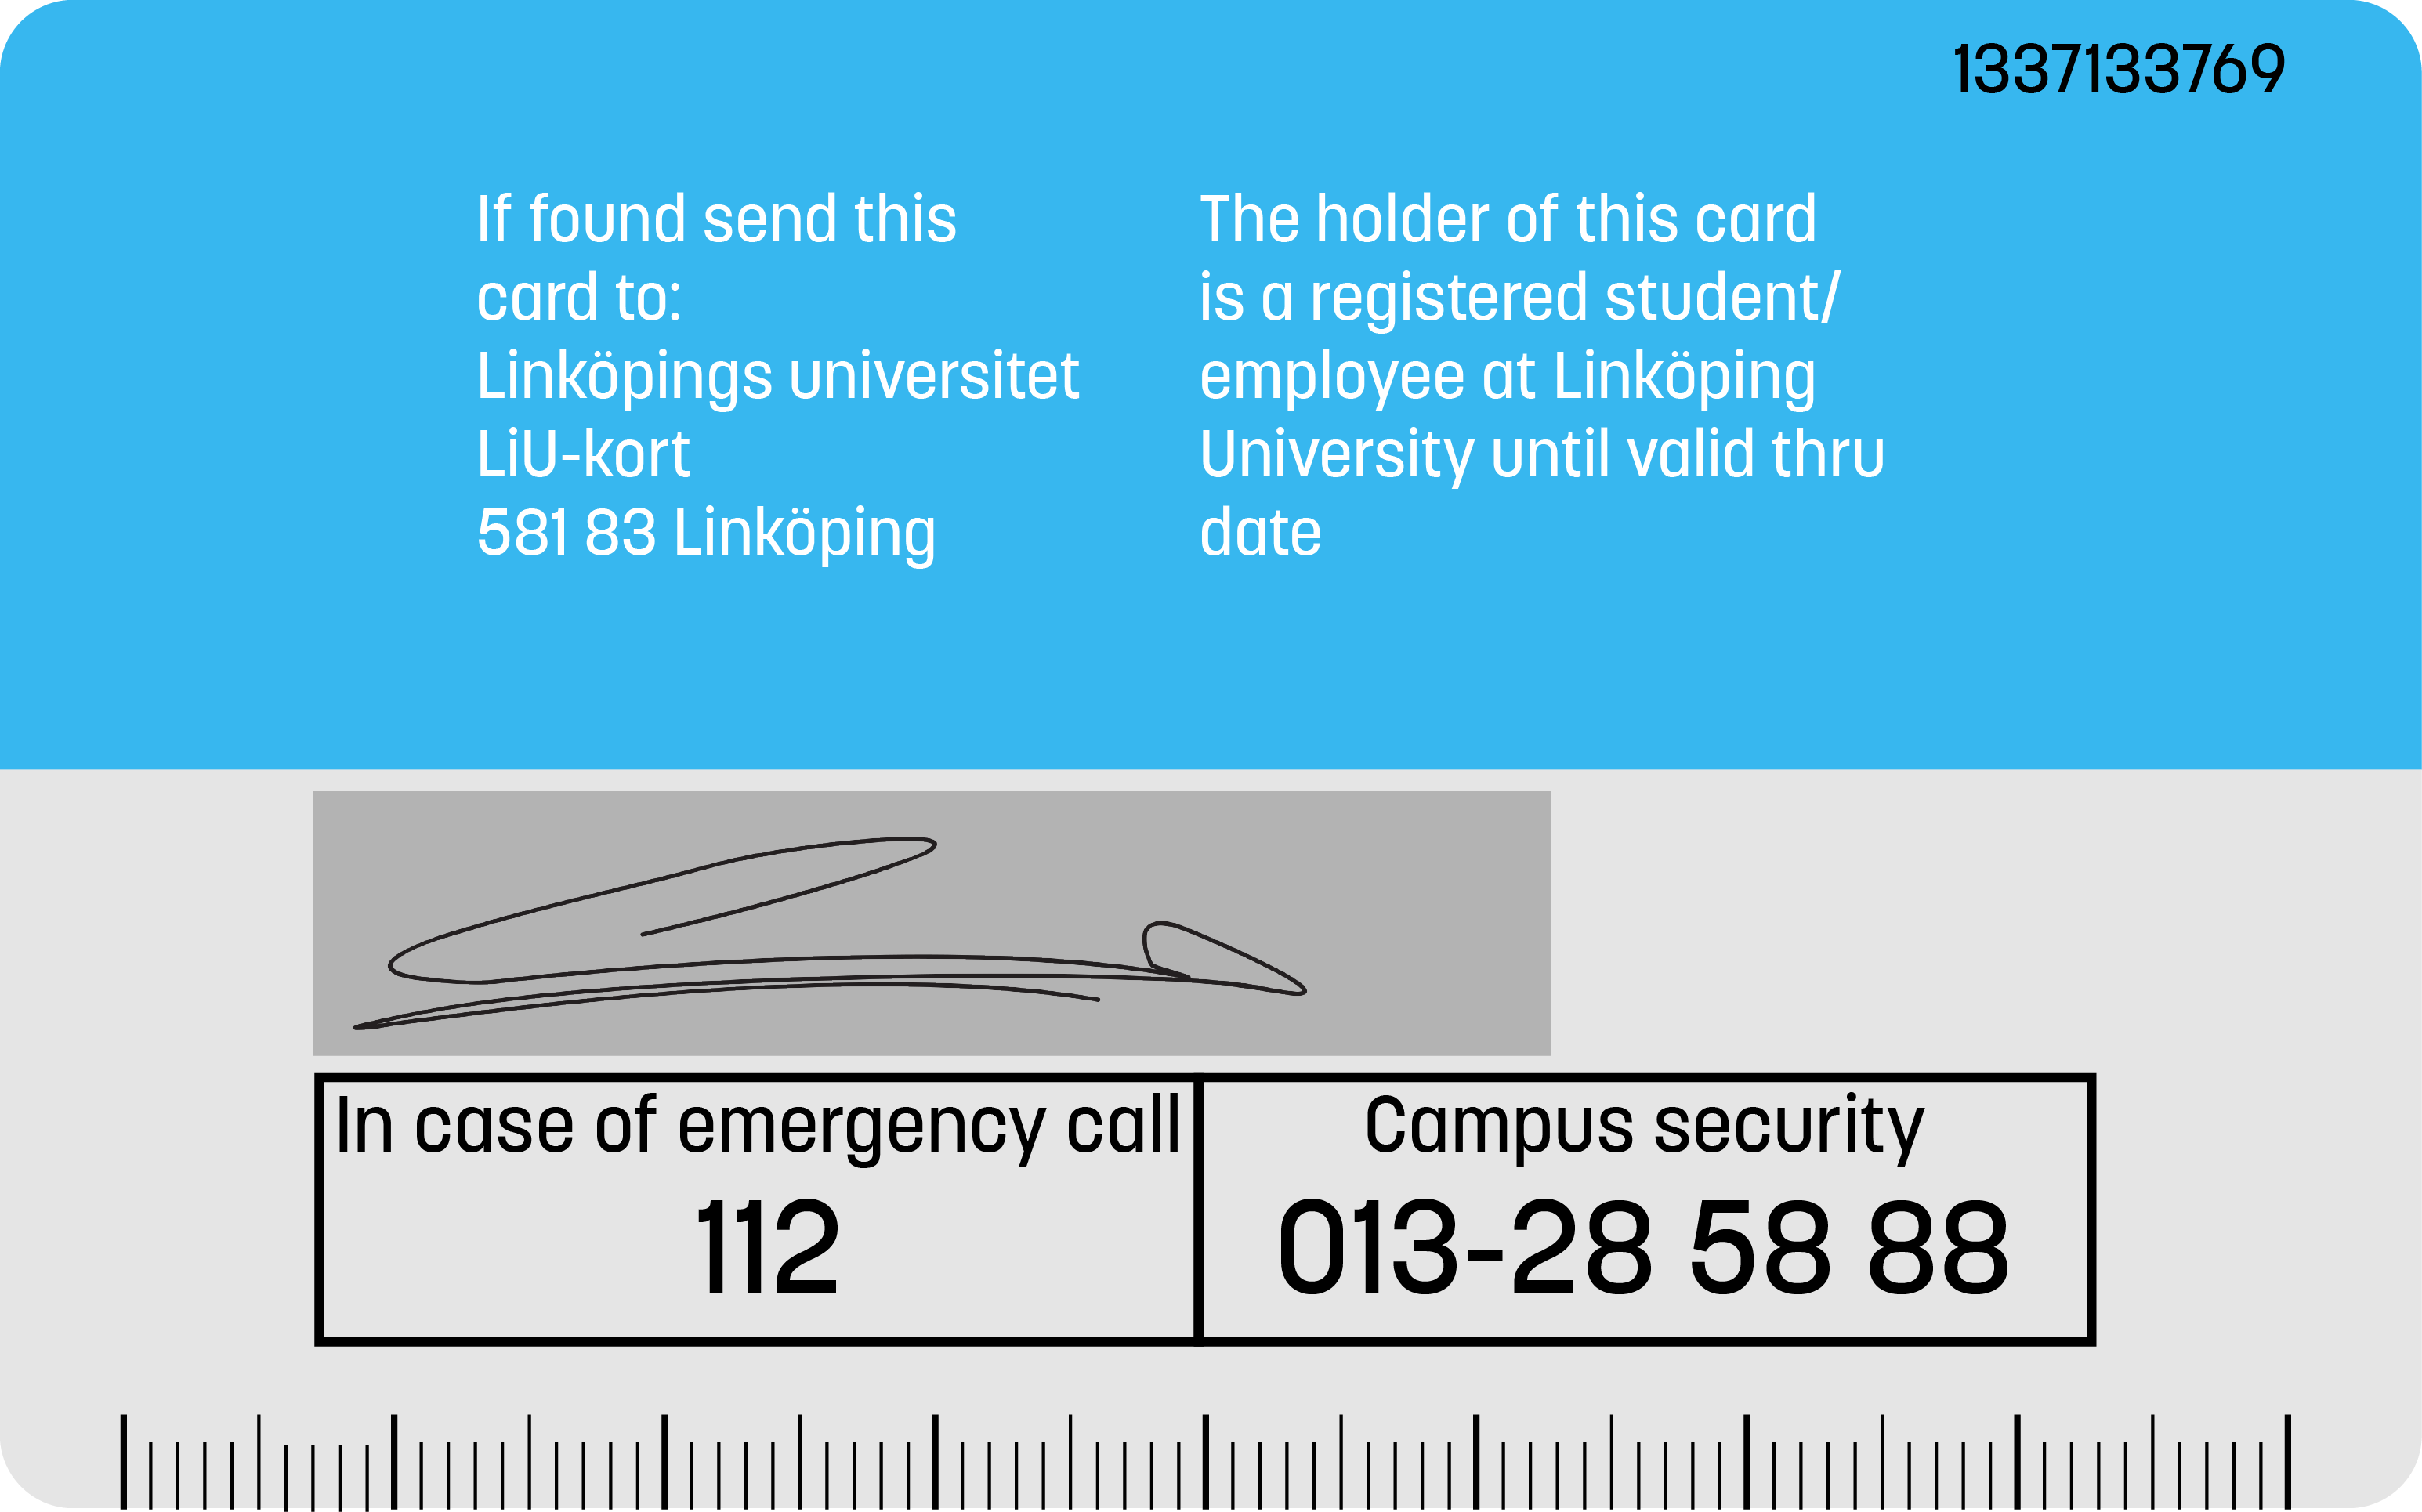 1337133769
If found send this
card to:
Linköpings universitet
LiU-kort
581 83 Linköping
The holder of this card
is a registered student/
employee at Linköping
University until valid thru
date
In case of emergency call
112
Campus security
013-28 58 88